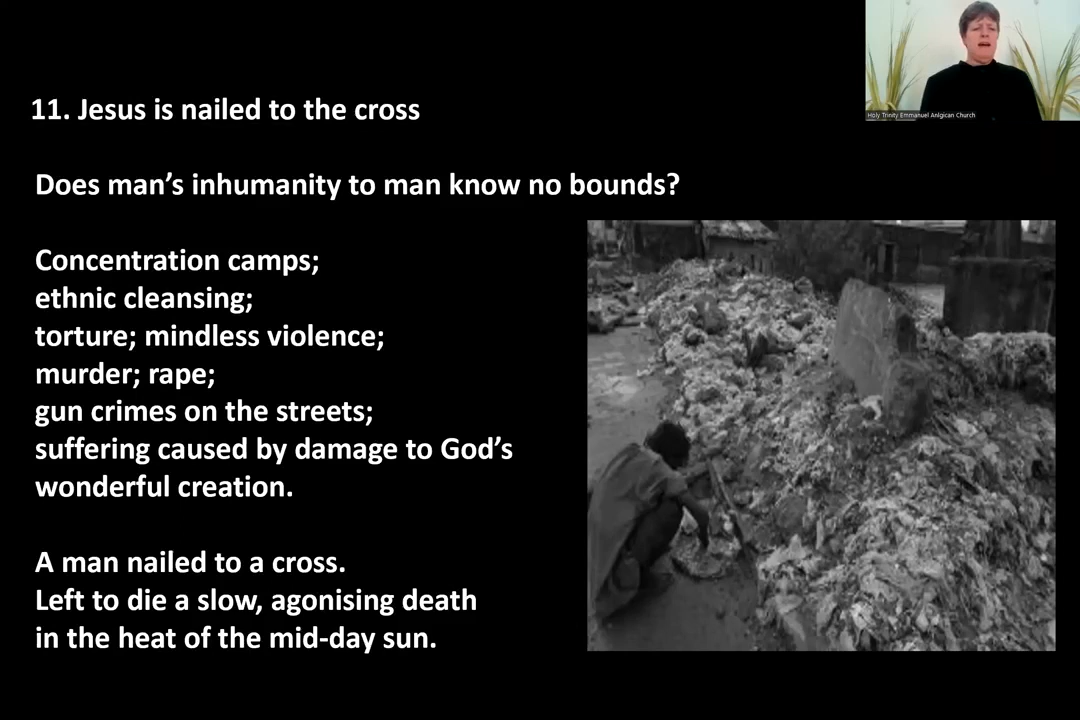 11. Jesus is nailed to the cross
Does man’s inhumanity to man know no bounds?
Concentration camps;
ethnic cleansing;
torture; mindless violence;
murder; rape;
gun crimes on the streets;
suffering caused by damage to God’s
wonderful creation.
A man nailed to a cross.
Left to die a slow, agonising death
in the heat of the mid-day sun.
Holy Trinity Emmanuel Anlgican Church